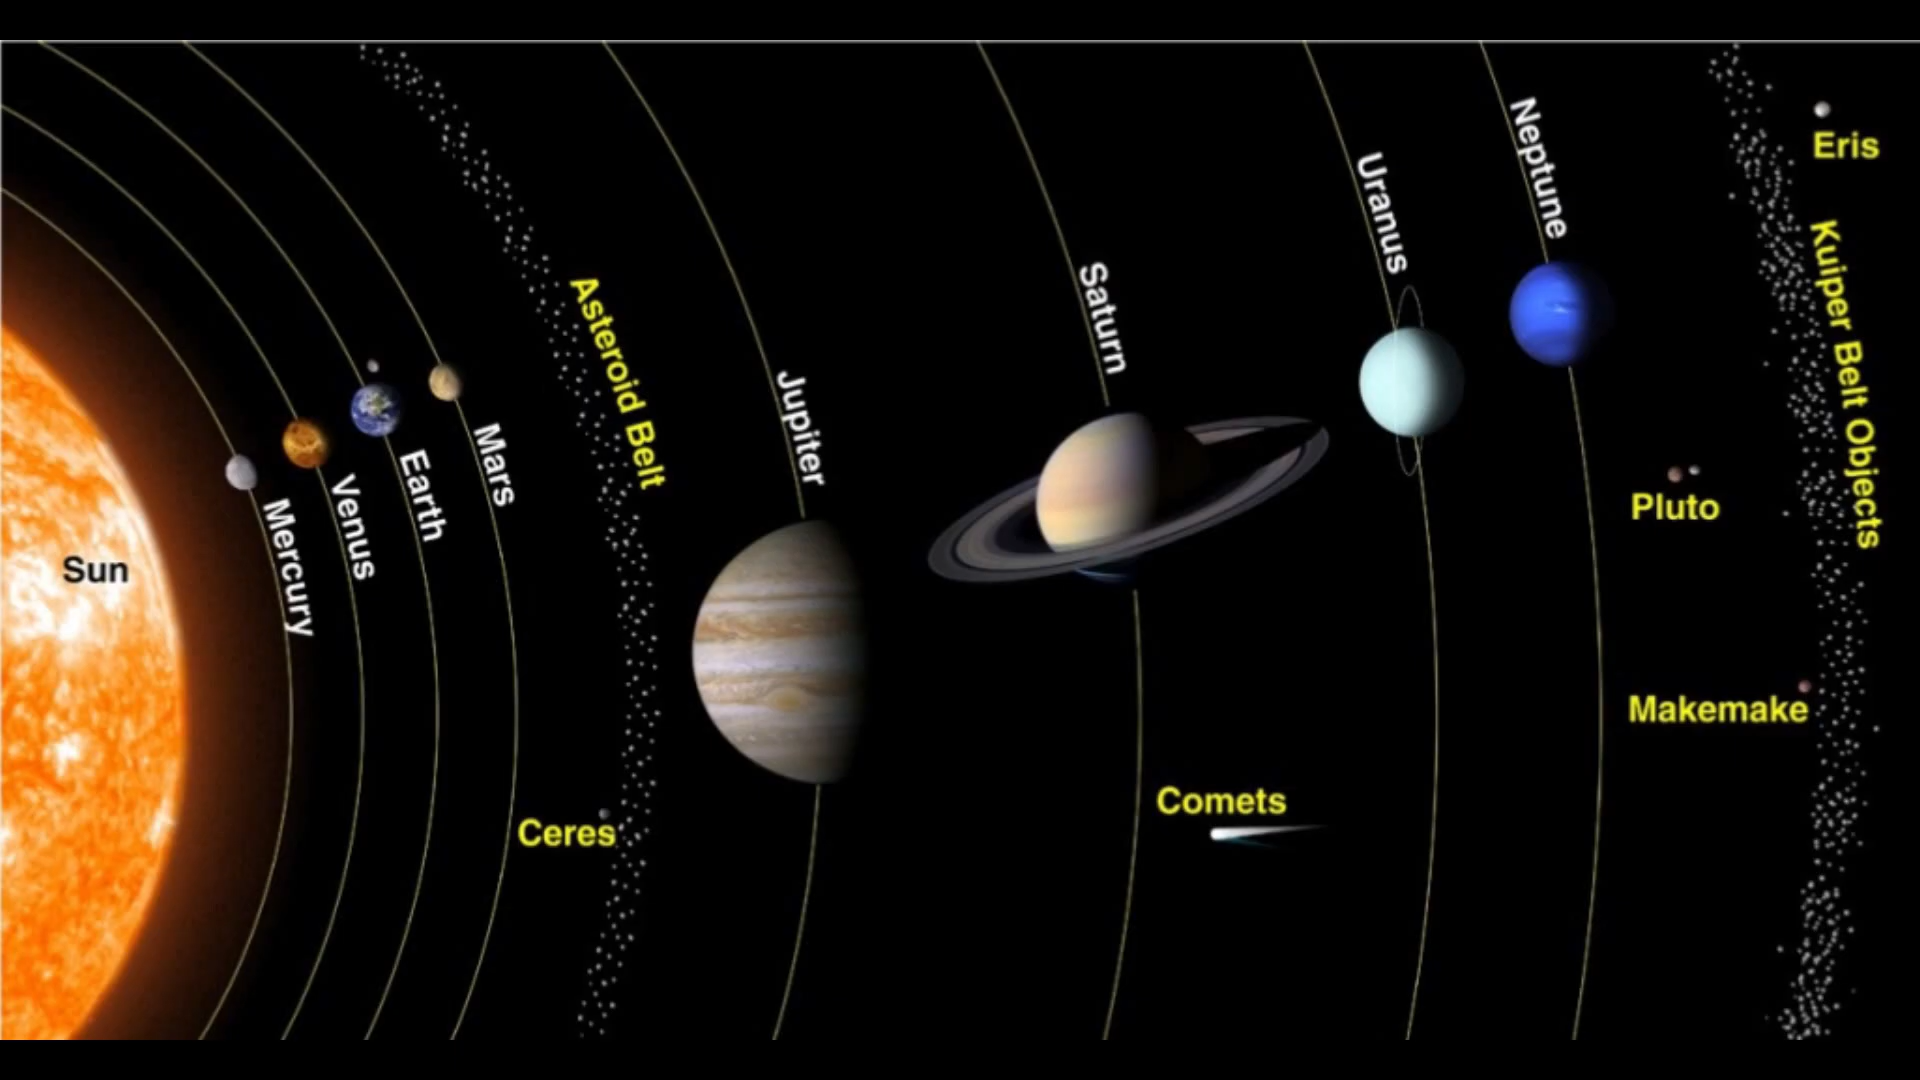 Sun
Mercury
Venus
Earth
Mars
Asteroid Belt
Ceres
Jupiter
Saturn
Comets
Uranus
Neptune
Pluto
Makemake
Eris
Kuiper Belt Objects